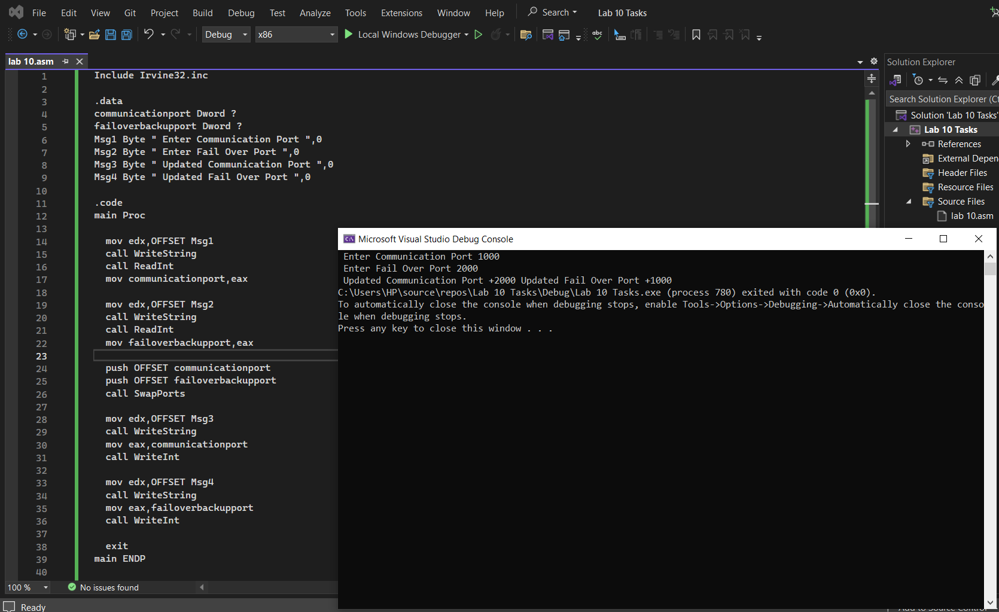 File Edit View Git Project Build Debug Test Analyze Tools Extensions Window Help Search Lab 10 Tasks
Debug x86 Local Windows Debugger abc
lab 10.asm
Solution Explorer
Search Solution Explorer (Ct
Solution 'Lab 10 Tasks'
Lab 10 Tasks
References
External Depen
Header Files
Resource Files
Source Files
lab 10.asm
1 Include Irvine32.inc
2
3 .data
4 communicationport Dword ?
5 failoverbackupport Dword ?
6 Msg1 Byte " Enter Communication Port ",0
7 Msg2 Byte " Enter Fail Over Port ",0
8 Msg3 Byte " Updated Communication Port ",0
9 Msg4 Byte " Updated Fail Over Port ",0
10
11 .code
12 main Proc
13
14 mov edx,OFFSET Msg1
15 call WriteString
16 call ReadInt
17 mov communicationport,eax
18
19 mov edx,OFFSET Msg2
20 call WriteString
21 call ReadInt
22 mov failoverbackupport,eax
23
24 push OFFSET communicationport
25 push OFFSET failoverbackupport
26 call SwapPorts
27
28 mov edx,OFFSET Msg3
29 call WriteString
30 mov eax,communicationport
31 call WriteInt
32
33 mov edx,OFFSET Msg4
34 call WriteString
35 mov eax,failoverbackupport
36 call WriteInt
37
38 exit
39 main ENDP
40
Microsoft Visual Studio Debug Console
Enter Communication Port 1000
Enter Fail Over Port 2000
Updated Communication Port +2000 Updated Fail Over Port +1000
C:\Users\HP\source\repos\Lab 10 Tasks\Debug\Lab 10 Tasks.exe (process 780) exited with code 0 (0x0).
To automatically close the console when debugging stops, enable Tools->Options->Debugging->Automatically close the conso
le when debugging stops.
Press any key to close this window . . .
100 % No issues found
Ready
Add to Source Control